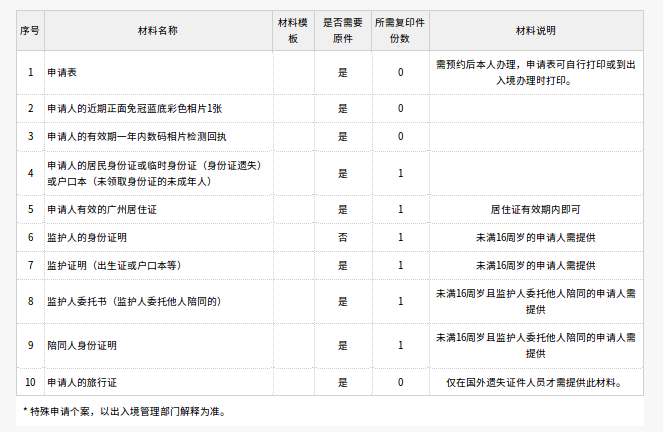 序号 材料名称 材料模板 是否需要原件 所需复印件份数 材料说明
1 申请表 是 0 需预约后本人办理，申请表可自行打印或到出入境办理时打印。
2 申请人的近期正面免冠蓝底彩色相片1张 是 0
3 申请人的有效期一年内数码相片检测回执 是 0
4 申请人的居民身份证或临时身份证（身份证遗失）或户口本（未领取身份证的未成年人） 是 1
5 申请人有效的广州居住证 是 1 居住证有效期内即可
6 监护人的身份证明 否 1 未满16周岁的申请人需提供
7 监护证明（出生证或户口本等） 是 1 未满16周岁的申请人需提供
8 监护人委托书（监护人委托他人陪同的） 是 1 未满16周岁且监护人委托他人陪同的申请人需提供
9 陪同人身份证明 是 1 未满16周岁且监护人委托他人陪同的申请人需提供
10 申请人的旅行证 是 0 仅在国外遗失证件人员才需提供此材料。
* 特殊申请个案，以出入境管理部门解释为准。